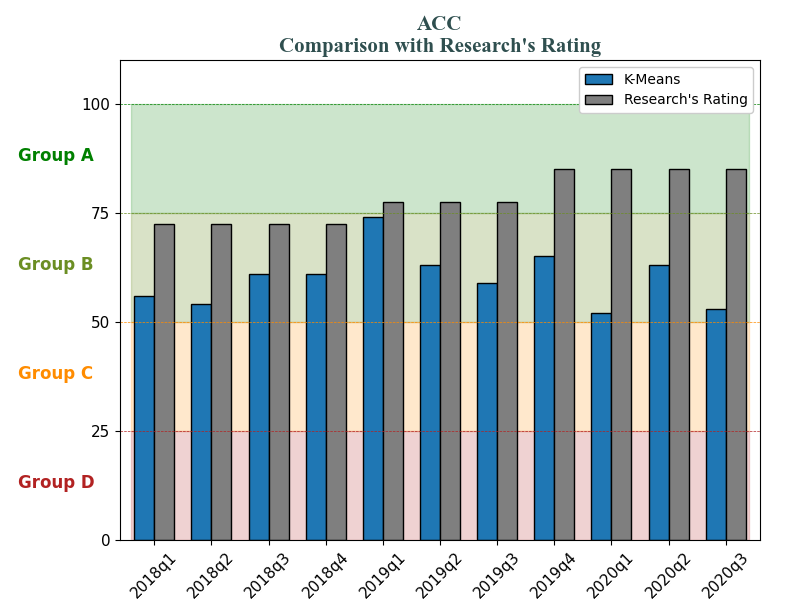 ACC
Comparison with Research's Rating
K-Means
Research's Rating
100
Group A
75
Group B
50
Group C
25
Group D
0
2018q1
2018q2
2018q3
2018q4
2019q1
2019q2
2019q3
2019q4
2020q1
2020q2
2020q3